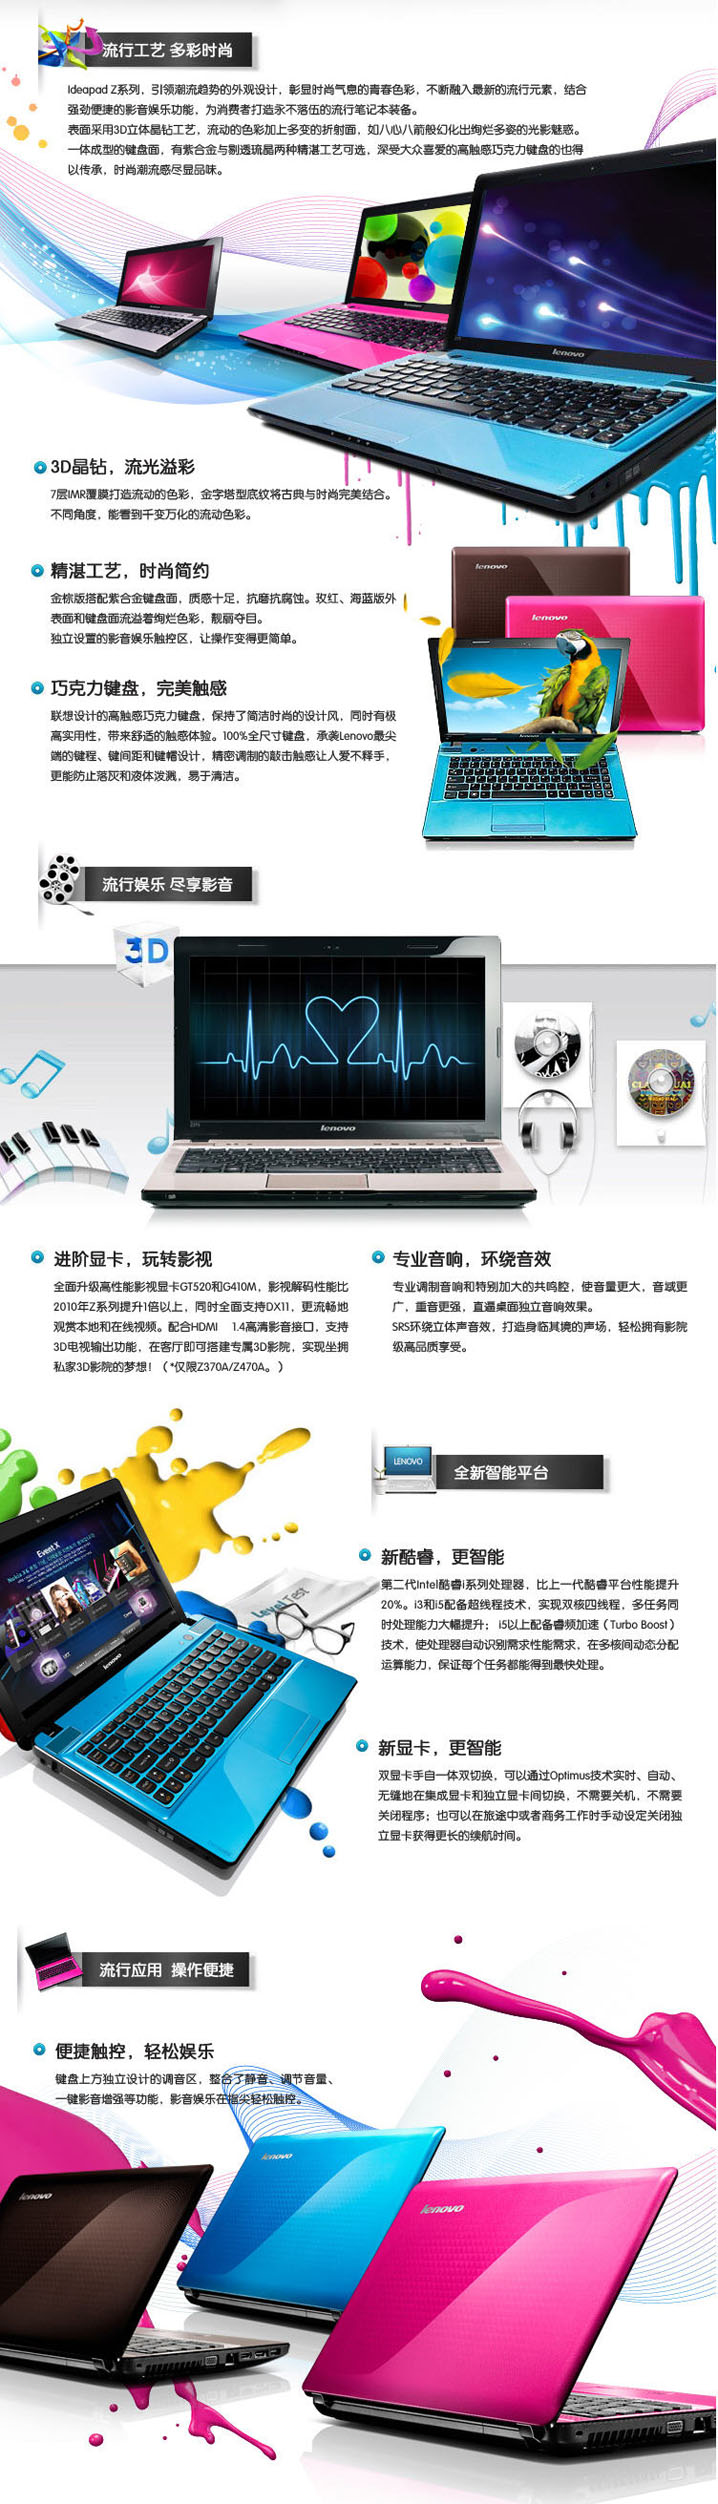 流行工艺 多彩时尚
Ideapad Z系列，引领潮流趋势的外观设计，彰显时尚气息的青春色彩，不断融入最新的流行元素，结合
强劲便捷的影音娱乐功能，为消费者打造永不落伍的流行笔记本装备。
表面采用3D立体晶钻工艺，流动的色彩加上多变的折射面，如八心八箭般幻化出绚烂多姿的光影魅惑。
一体成型的键盘面，有紫合金与剔透琉晶两种精湛工艺可选，深受大众喜爱的高触感巧克力键盘的也得
以传承，时尚潮流感尽显品味。
lenovo
3D晶钻，流光溢彩
7层IMR覆膜打造流动的色彩，金字塔型底纹将古典与时尚完美结合。
不同角度，能看到千变万化的流动色彩。
精湛工艺，时尚简约
金棕版搭配紫合金键盘面，质感十足，抗磨抗腐蚀。玫红、海蓝版外
表面和键盘面流溢着绚烂色彩，靓丽夺目。
独立设置的影音娱乐触控区，让操作变得更简单。
lenovo
lenovo
巧克力键盘，完美触感
联想设计的高触感巧克力键盘，保持了简洁时尚的设计风，同时有极
高实用性，带来舒适的触感体验。100%全尺寸键盘，承袭Lenovo最尖
端的键程、键间距和键帽设计，精密调制的敲击触感让人爱不释手，
更能防止落灰和液体泼溅，易于清洁。
流行娱乐 尽享影音
3D
lenovo
进阶显卡，玩转影视
全面升级高性能影视显卡GT520和G410M，影视解码性能比
2010年Z系列提升1倍以上，同时全面支持DX11，更流畅地
观赏本地和在线视频。配合HDMI 1.4高清影音接口，支持
3D电视输出功能，在客厅即可搭建专属3D影院，实现坐拥
私家3D影院的梦想！（*仅限Z370A/Z470A。）
专业音响，环绕音效
专业调制音响和特别加大的共鸣腔，使音量更大，音域更
广，重音更强，直逼桌面独立音响效果。
SRS环绕立体声音效，打造身临其境的声场，轻松拥有影院
级高品质享受。
LENOVO
全新智能平台
Event X
lenovo
Level Test
新酷睿，更智能
第二代Intel酷睿i系列处理器，比上一代酷睿平台性能提升
20%。i3和i5配备超线程技术，实现双核四线程，多任务同
时处理能力大幅提升； i5以上配备睿频加速（Turbo Boost）
技术，使处理器自动识别需求性能需求，在多核间动态分配
运算能力，保证每个任务都能得到最快处理。
新显卡，更智能
双显卡手自一体双切换，可以通过Optimus技术实时、自动、
无缝地在集成显卡和独立显卡间切换，不需要关机，不需要
关闭程序；也可以在旅途中或者商务工作时手动设定关闭独
立显卡获得更长的续航时间。
流行应用 操作便捷
便捷触控，轻松娱乐
键盘上方独立设计的调音区，整合了静音、调节音量、
一键影音增强等功能，影音娱乐在指尖轻松触控。
lenovo
lenovo
lenovo